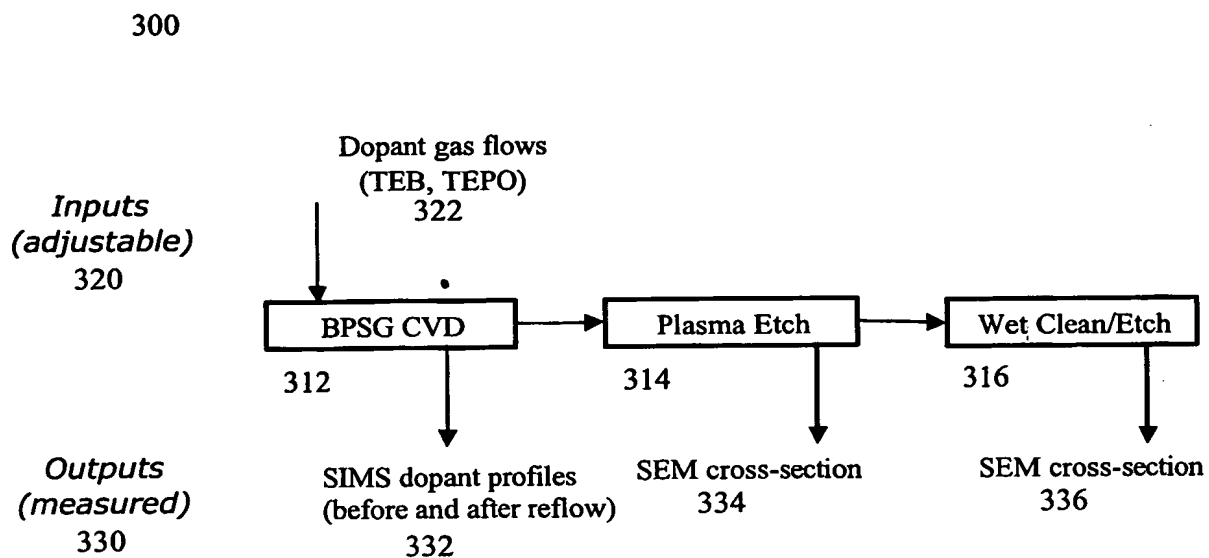 300
Dopant gas flows
(TEB, TEPO)
322
Inputs
(adjustable)
320
BPSG CVD
Plasma Etch
Wet Clean/Etch
312
314
316
Outputs
(measured)
330
SIMS dopant profiles
(before and after reflow)
332
SEM cross-section
334
SEM cross-section
336